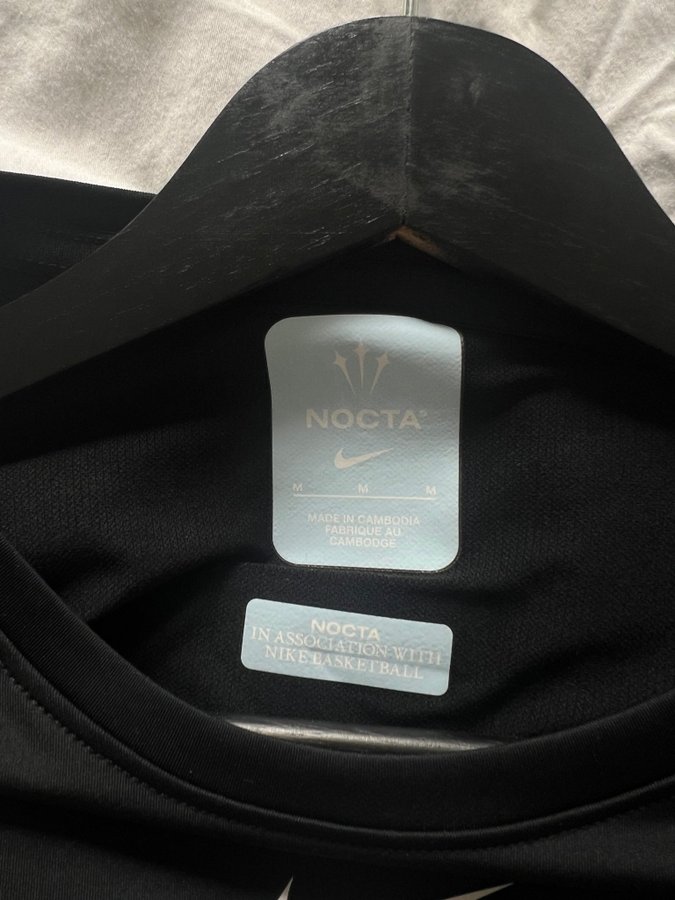 NOCTA®
M M M
MADE IN CAMBODIA
FABRIQUE AU
CAMBODGE
NOCTA
IN ASSOCIATION WITH
NIKE BASKETBALL